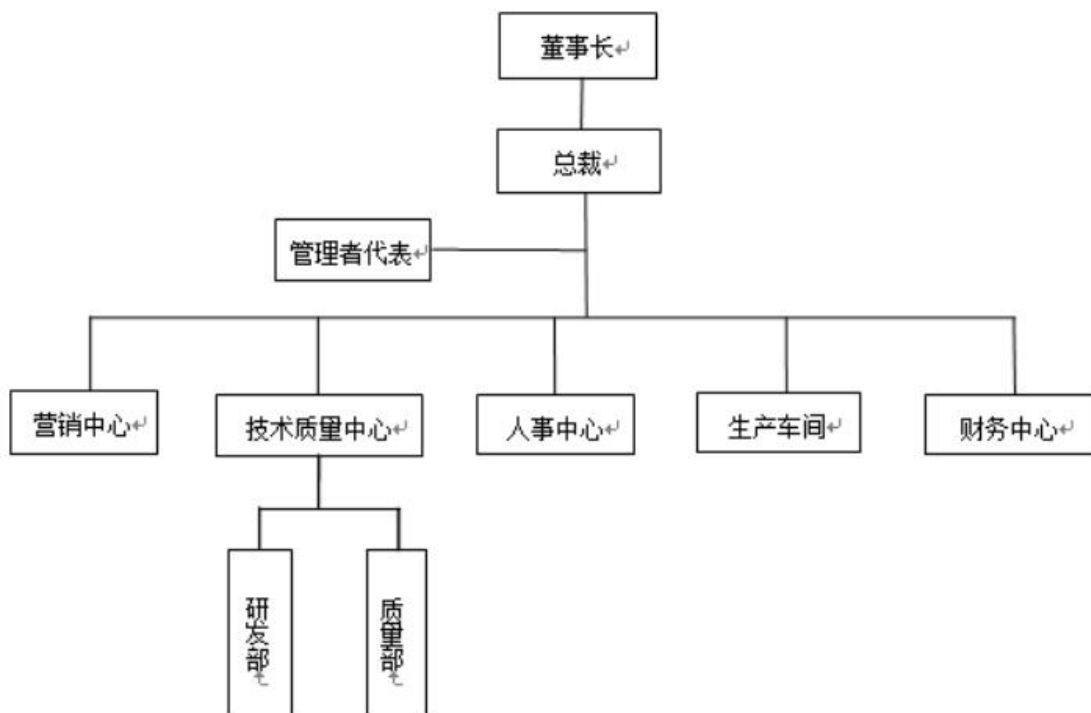 董事长
总裁
管理者代表
营销中心
技术质量中心
人事中心
生产车间
财务中心
研发部
质量部